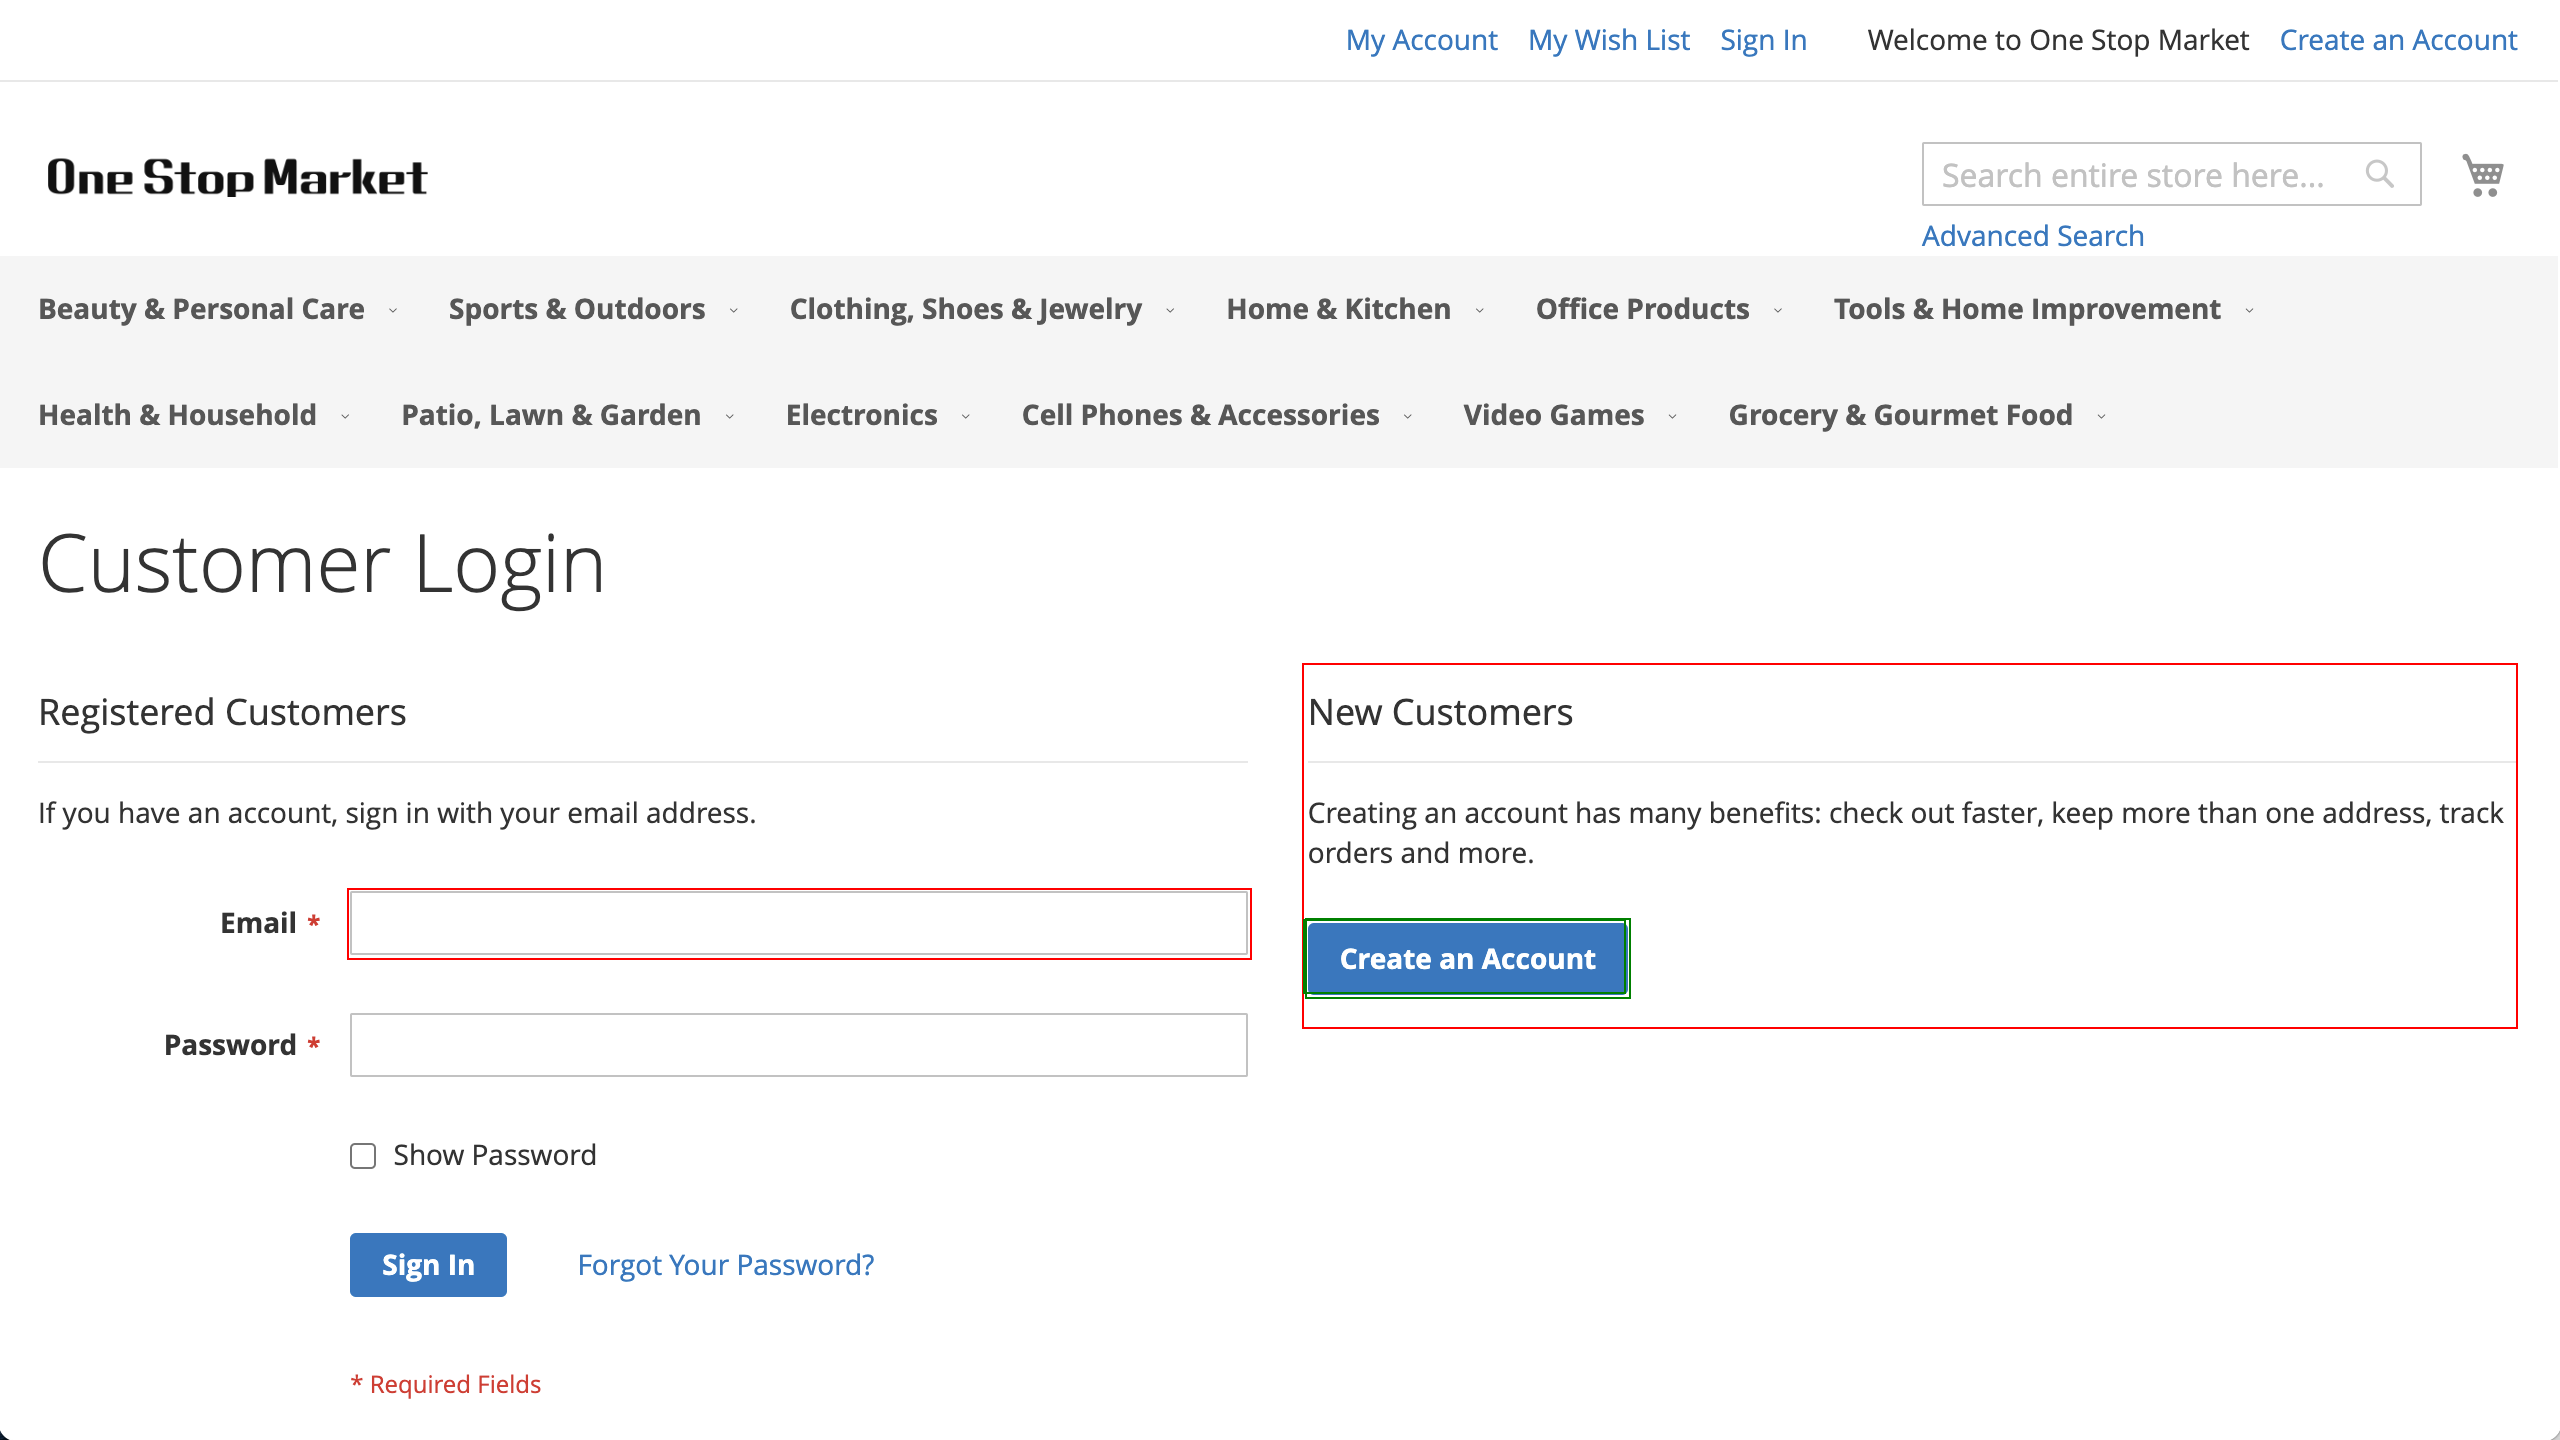 My Account My Wish List Sign In Welcome to One Stop Market Create an Account
One Stop Market
Search entire store here...
Advanced Search
Beauty & Personal Care Sports & Outdoors Clothing, Shoes & Jewelry Home & Kitchen Office Products Tools & Home Improvement
Health & Household Patio, Lawn & Garden Electronics Cell Phones & Accessories Video Games Grocery & Gourmet Food
Customer Login
Registered Customers
If you have an account, sign in with your email address.
Email *
Password *
Show Password
Sign In Forgot Your Password?
* Required Fields
New Customers
Creating an account has many benefits: check out faster, keep more than one address, track
orders and more.
Create an Account